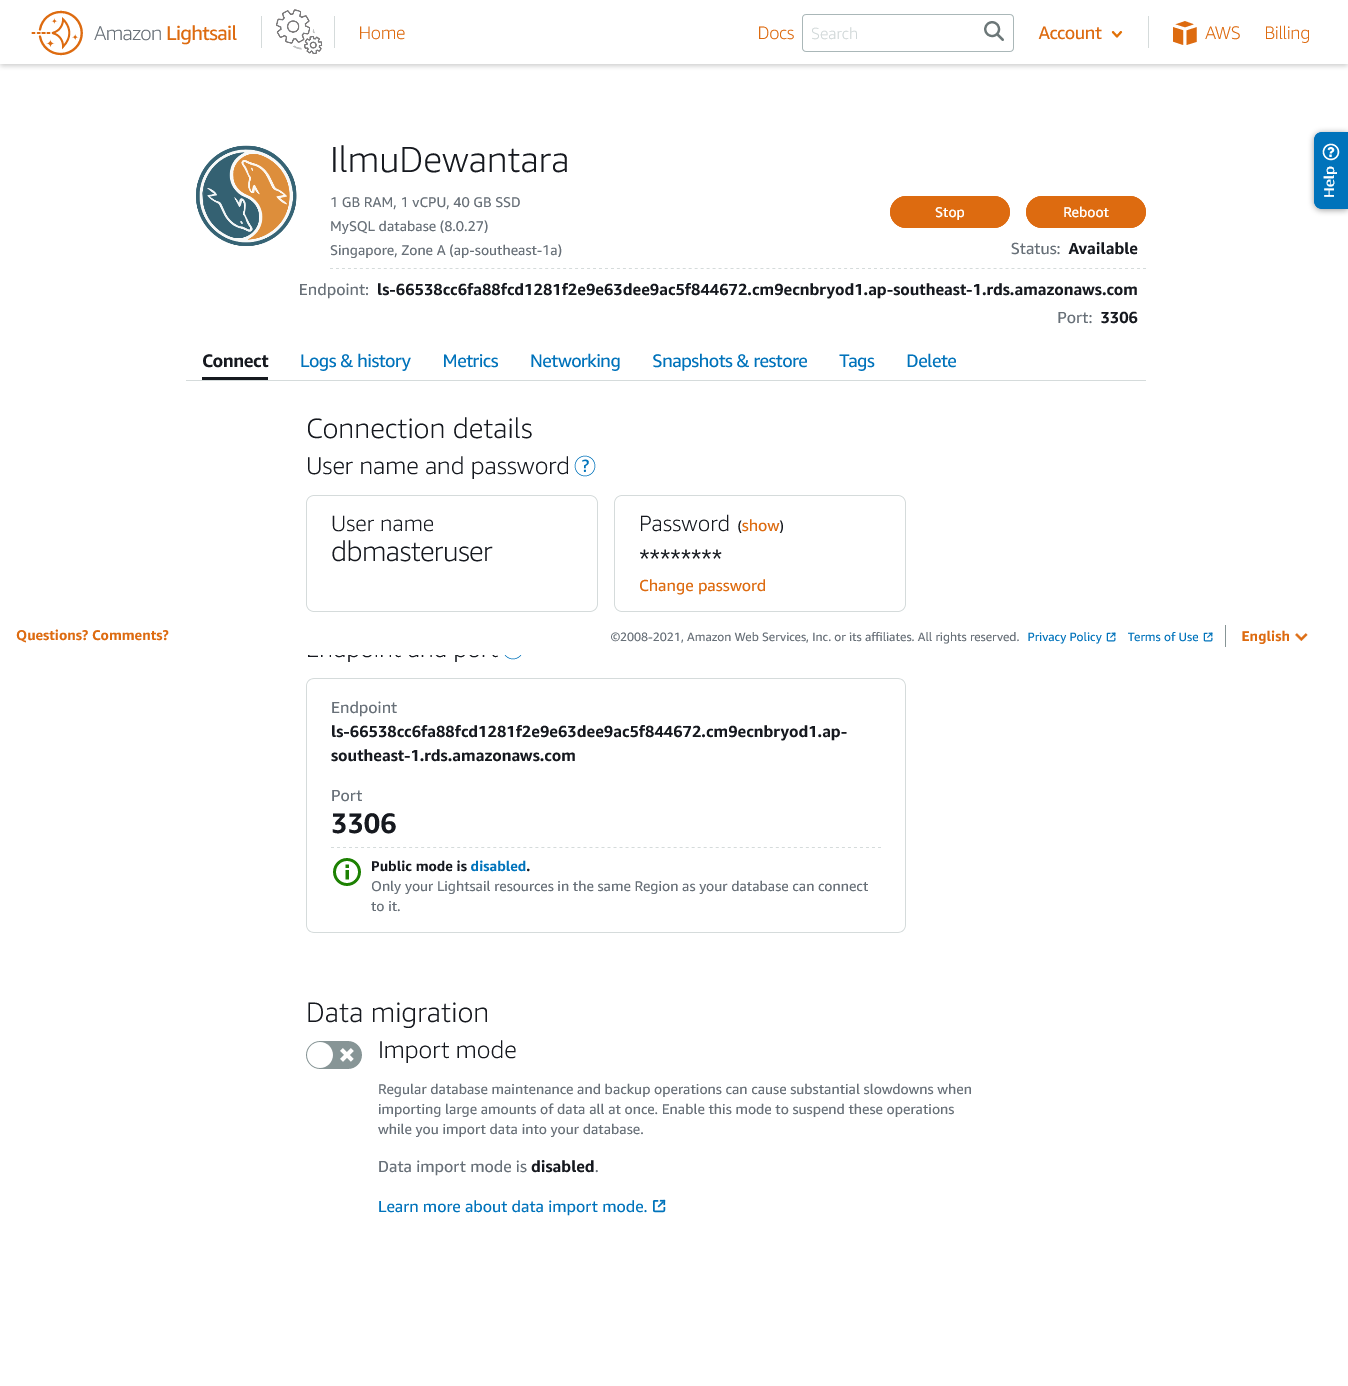 Amazon Lightsail
Home
Docs
Search
Account
AWS
Billing
Help
IlmuDewantara
1 GB RAM, 1 vCPU, 40 GB SSD
MySQL database (8.0.27)
Singapore, Zone A (ap-southeast-1a)
Stop
Reboot
Status: Available
Endpoint: ls-66538cc6fa88fcd1281f2e9e63dee9ac5f844672.cm9ecnbryod1.ap-southeast-1.rds.amazonaws.com
Port: 3306
Connect
Logs & history
Metrics
Networking
Snapshots & restore
Tags
Delete
Connection details
User name and password ?
User name
dbmasteruser
Password (show)
********
Change password
Questions? Comments?
©2008-2021, Amazon Web Services, Inc. or its affiliates. All rights reserved. Privacy Policy Terms of Use English
Endpoint and port
Endpoint
ls-66538cc6fa88fcd1281f2e9e63dee9ac5f844672.cm9ecnbryod1.ap-
southeast-1.rds.amazonaws.com
Port
3306
Public mode is disabled.
Only your Lightsail resources in the same Region as your database can connect
to it.
Data migration
Import mode
Regular database maintenance and backup operations can cause substantial slowdowns when
importing large amounts of data all at once. Enable this mode to suspend these operations
while you import data into your database.
Data import mode is disabled.
Learn more about data import mode.